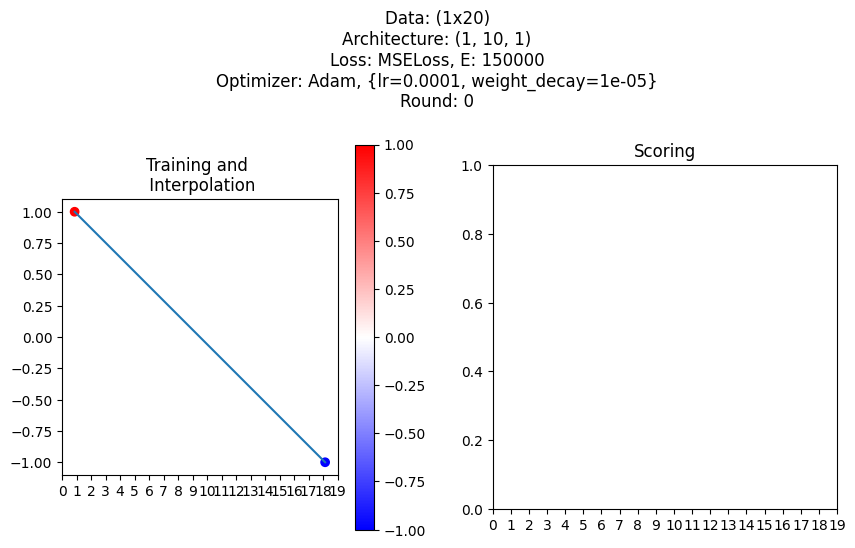 Data: (1x20)
Architecture: (1, 10, 1)
Loss: MSELoss, E: 150000
Optimizer: Adam, {lr=0.0001, weight_decay=1e-05}
Round: 0
Training and
Interpolation
1.00
0.75
0.50
0.25
0.00
−0.25
−0.50
−0.75
−1.00
0 1 2 3 4 5 6 7 8 9 10 11 12 13 14 15 16 17 18 19
1.00
0.75
0.50
0.25
0.00
−0.25
−0.50
−0.75
−1.00
Scoring
1.0
0.8
0.6
0.4
0.2
0.0
0 1 2 3 4 5 6 7 8 9 10 11 12 13 14 15 16 17 18 19